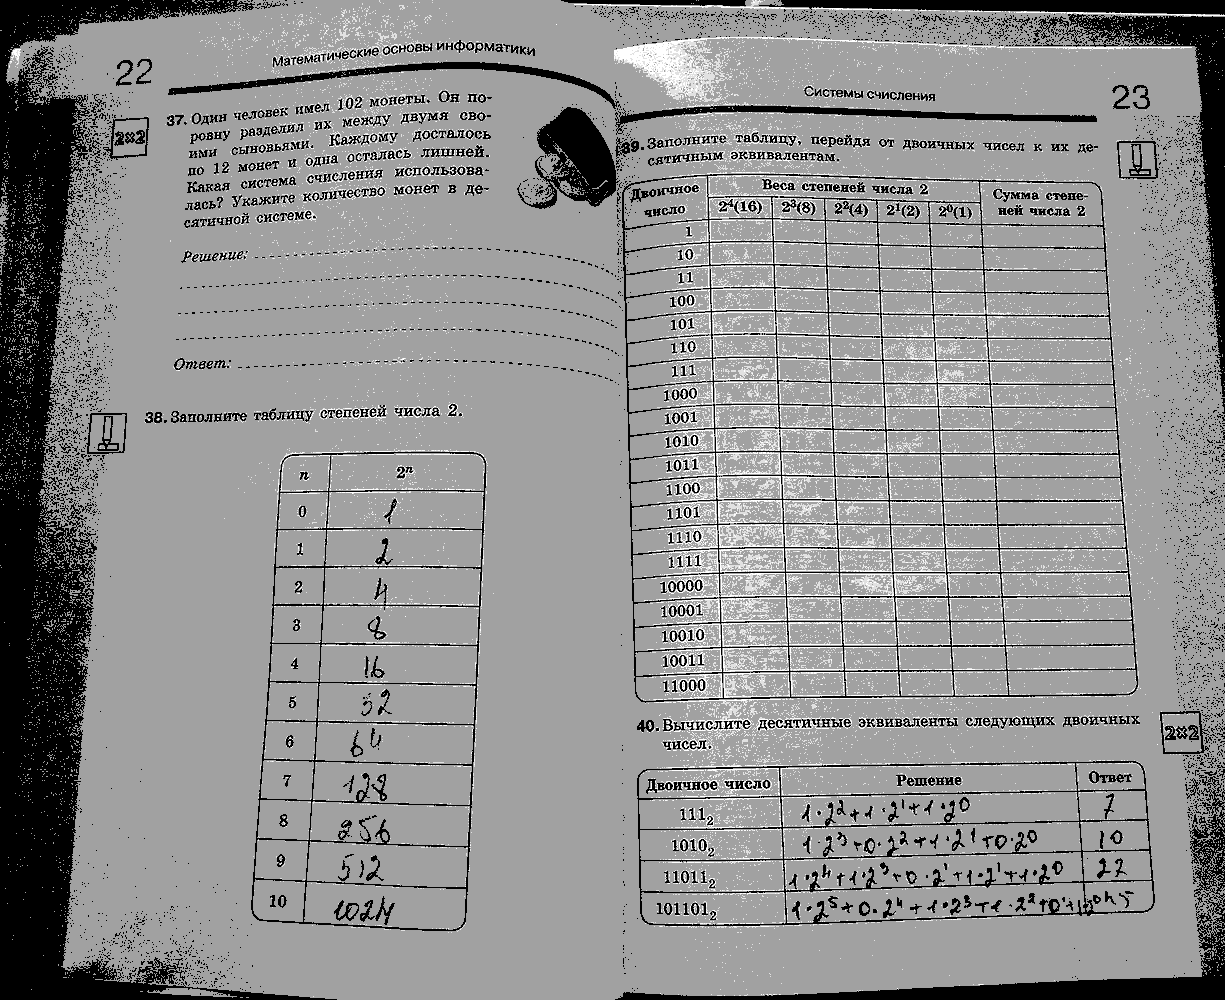 22
Математические основы информатики
2×2
37. Один человек имел 102 монеты. Он по-
ровну разделил их между двумя сво-
ими сыновьями. Каждому досталось
по 12 монет и одна осталась лишней.
Какая система счисления использова-
лась? Укажите количество монет в де-
сятичной системе.
Решение:
Ответ:
38. Заполните таблицу степеней числа 2.
n 2ⁿ
0 1
1 2
2 4
3 8
4 16
5 32
6 64
7 128
8 256
9 512
10 1024
Системы счисления
23
39. Заполните таблицу, перейдя от двоичных чисел к их де-
сятичным эквивалентам.
Двоичное число Веса степеней числа 2 Сумма степе-
ней числа 2
2⁴(16) 2³(8) 2²(4) 2¹(2) 2⁰(1)
1
10
11
100
101
110
111
1000
1001
1010
1011
1100
1101
1110
1111
10000
10001
10010
10011
11000
40. Вычислите десятичные эквиваленты следующих двоичных
чисел.
2×2
Двоичное число Решение Ответ
111₂ 1·2²+1·2¹+1·2⁰ 7
1010₂ 1·2³+0·2²+1·2¹+0·2⁰ 10
11011₂ 1·2⁴+1·2³+0·2¹+1·2¹+1·2⁰ 27
101101₂ 1·2⁵+0·2⁴+1·2³+1·2²+0¹+1·2⁰ 45